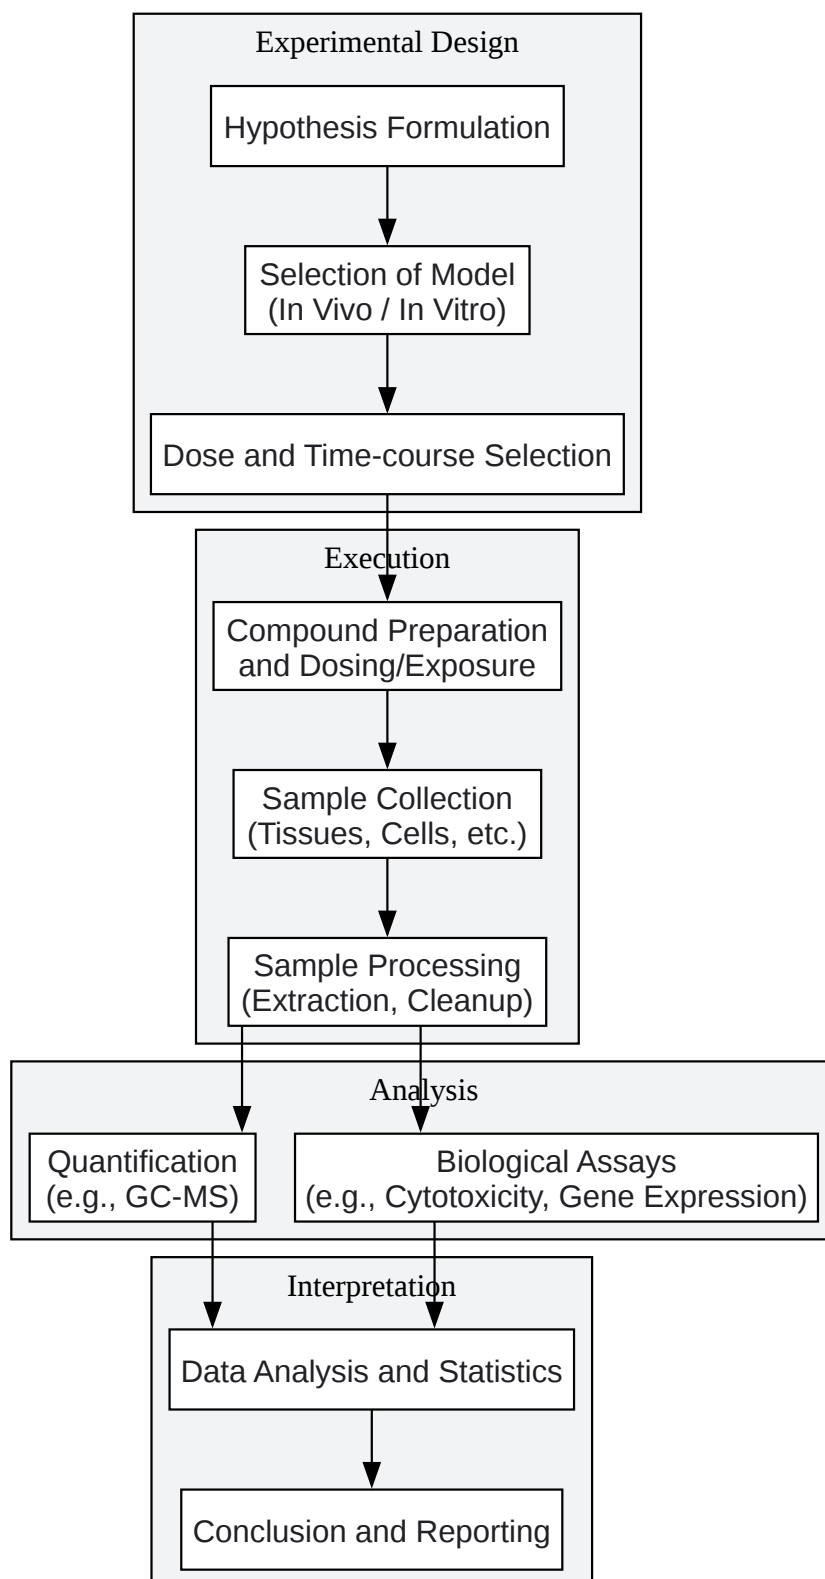 Experimental Design
Hypothesis Formulation
Selection of Model
(In Vivo / In Vitro)
Dose and Time-course Selection
Execution
Compound Preparation
and Dosing/Exposure
Sample Collection
(Tissues, Cells, etc.)
Sample Processing
(Extraction, Cleanup)
Analysis
Quantification
(e.g., GC-MS)
Biological Assays
(e.g., Cytotoxicity, Gene Expression)
Interpretation
Data Analysis and Statistics
Conclusion and Reporting